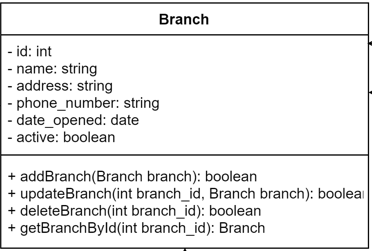 Branch
- id: int
- name: string
- address: string
- phone_number: string
- date_opened: date
- active: boolean
+ addBranch(Branch branch): boolean
+ updateBranch(int branch_id, Branch branch): boolea
+ deleteBranch(int branch_id): boolean
+ getBranchById(int branch_id): Branch